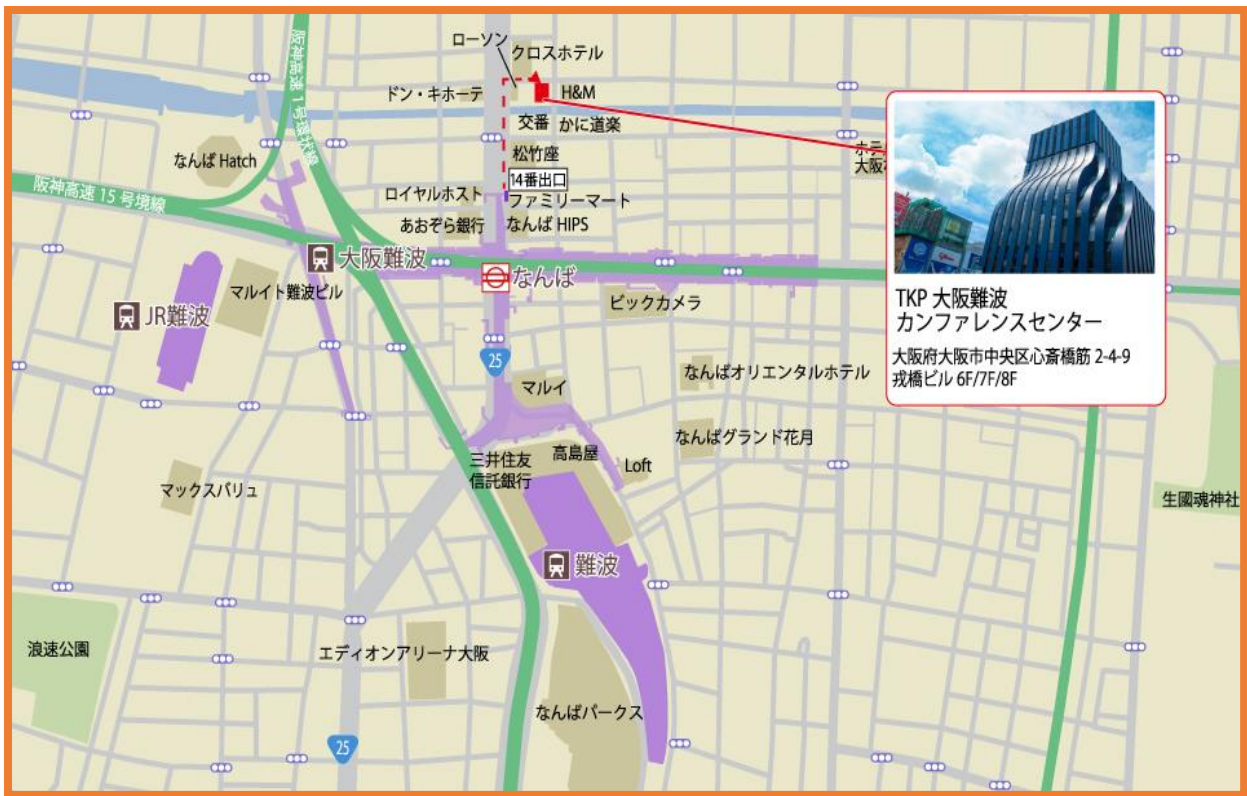 ローソン
クロスホテル
ドン・キホーテ
H&M
交番
かに道楽
松竹座
14番出口
ロイヤルホスト
ファミリーマート
あおぞら銀行
なんば HIPS
なんば Hatch
阪神高速 1 号環状線
阪神高速 15 号境線
大阪難波
なんば
ビックカメラ
マルイト難波ビル
JR難波
25
マルイ
なんばオリエンタルホテル
なんばグランド花月
三井住友
信託銀行
高島屋
Loft
マックスバリュ
難波
生國魂神社
浪速公園
エディオンアリーナ大阪
なんばパークス
25
ホテ
大阪
TKP 大阪難波
カンファレンスセンター
大阪府大阪市中央区心斎橋筋 2-4-9
戎橋ビル 6F/7F/8F